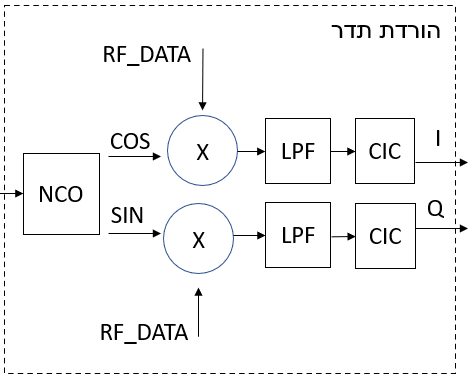 הורדת תדר
RF_DATA
COS
X
LPF
CIC
I
NCO
SIN
X
LPF
CIC
Q
RF_DATA